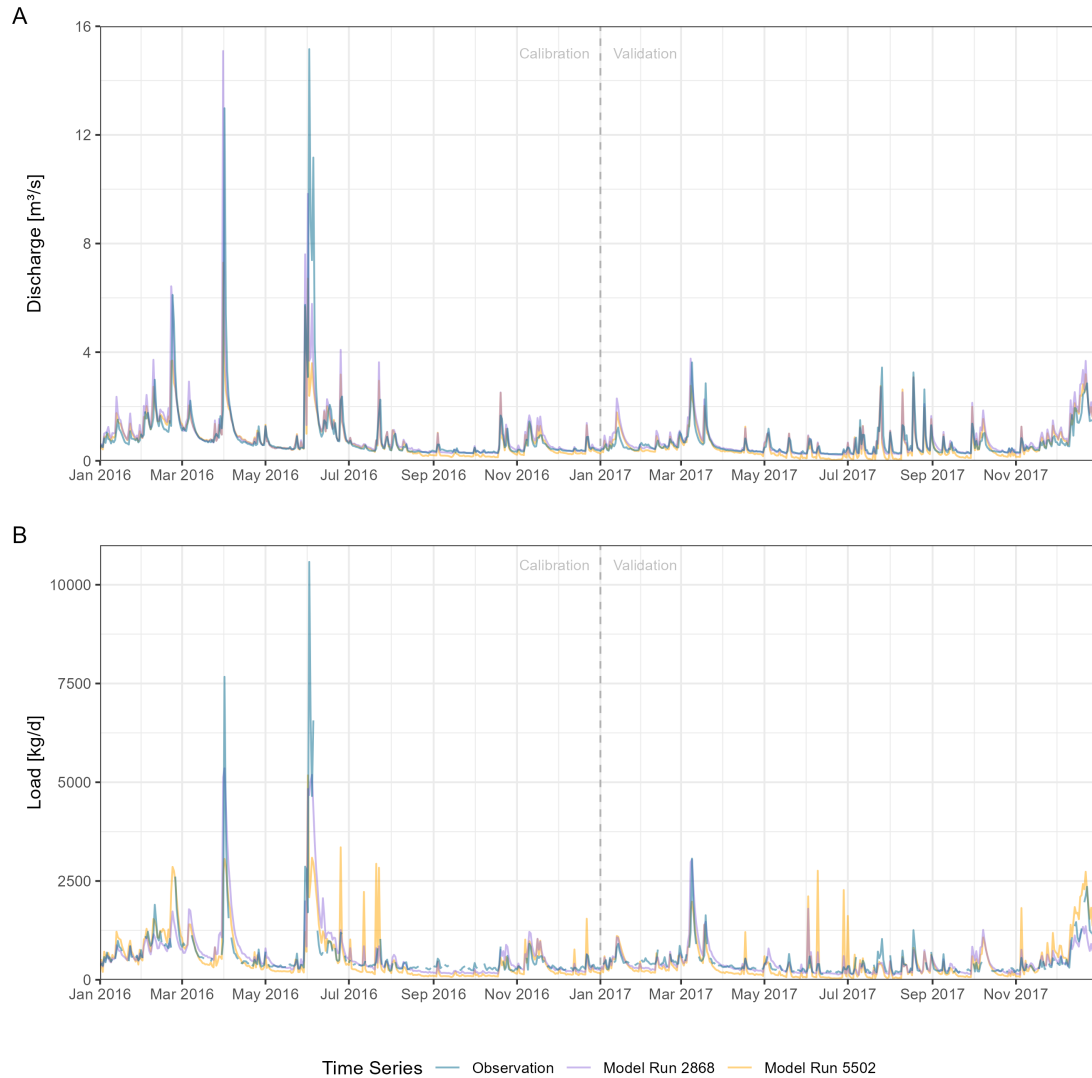 A
16
Calibration
Validation
12
8
4
0
Discharge [m³/s]
Jan 2016 Mar 2016 May 2016 Jul 2016 Sep 2016 Nov 2016 Jan 2017 Mar 2017 May 2017 Jul 2017 Sep 2017 Nov 2017
B
Calibration
Validation
10000
7500
5000
2500
0
Load [kg/d]
Jan 2016 Mar 2016 May 2016 Jul 2016 Sep 2016 Nov 2016 Jan 2017 Mar 2017 May 2017 Jul 2017 Sep 2017 Nov 2017
Time Series Observation Model Run 2868 Model Run 5502